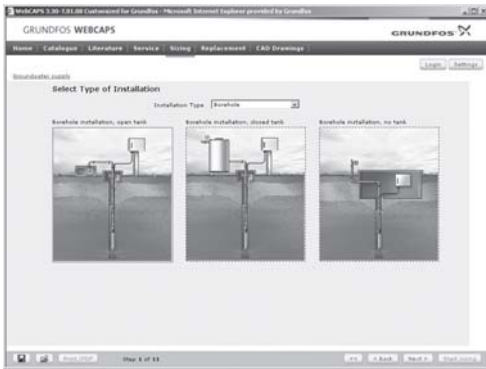 WebCAPS 3.30-7.01.00 Customized for Grundfos - Microsoft Internet Explorer provided by Grundfos
GRUNDFOS WEBCAPS
GRUNDFOS
Home Catalogue Literature Service Sizing Replacement CAD Drawings
Login Settings
Groundwater supply
Select Type of Installation
Installation Type Borehole
Borehole installation, open tank
Borehole installation, closed tank
Borehole installation, no tank
Print/PDF Step 1 of 11 << < Back Next > Start sizing